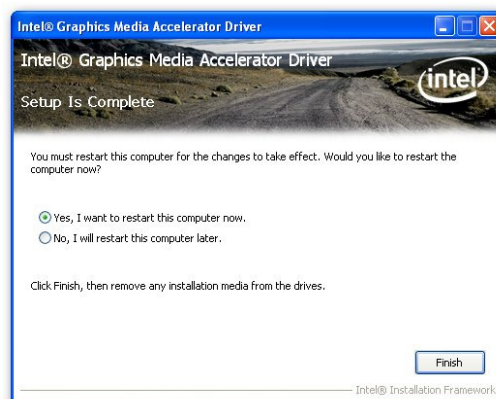 Intel® Graphics Media Accelerator Driver
Intel® Graphics Media Accelerator Driver
intel®
Setup Is Complete
You must restart this computer for the changes to take effect. Would you like to restart the
computer now?
Yes, I want to restart this computer now.
No, I will restart this computer later.
Click Finish, then remove any installation media from the drives.
Finish
Intel® Installation Framework